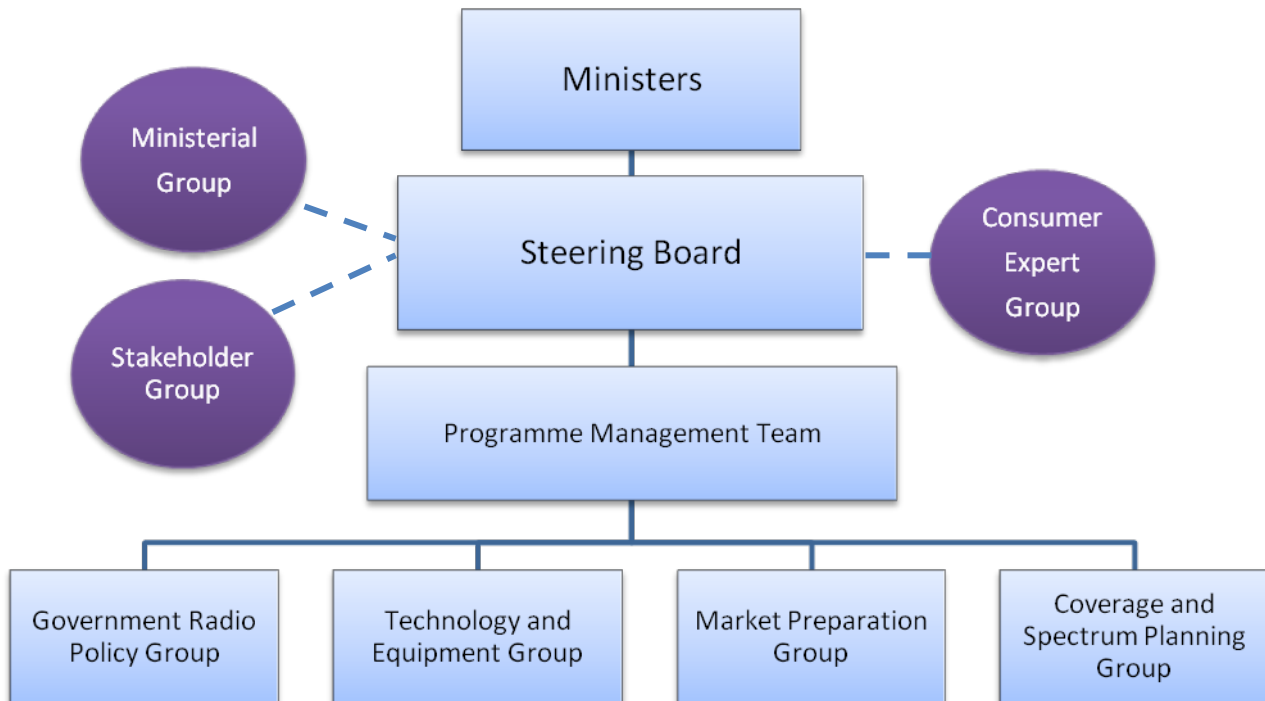 Ministers
Ministerial
Group
Steering Board
Consumer
Expert
Group
Stakeholder
Group
Programme Management Team
Government Radio
Policy Group
Technology and
Equipment Group
Market Preparation
Group
Coverage and
Spectrum Planning
Group